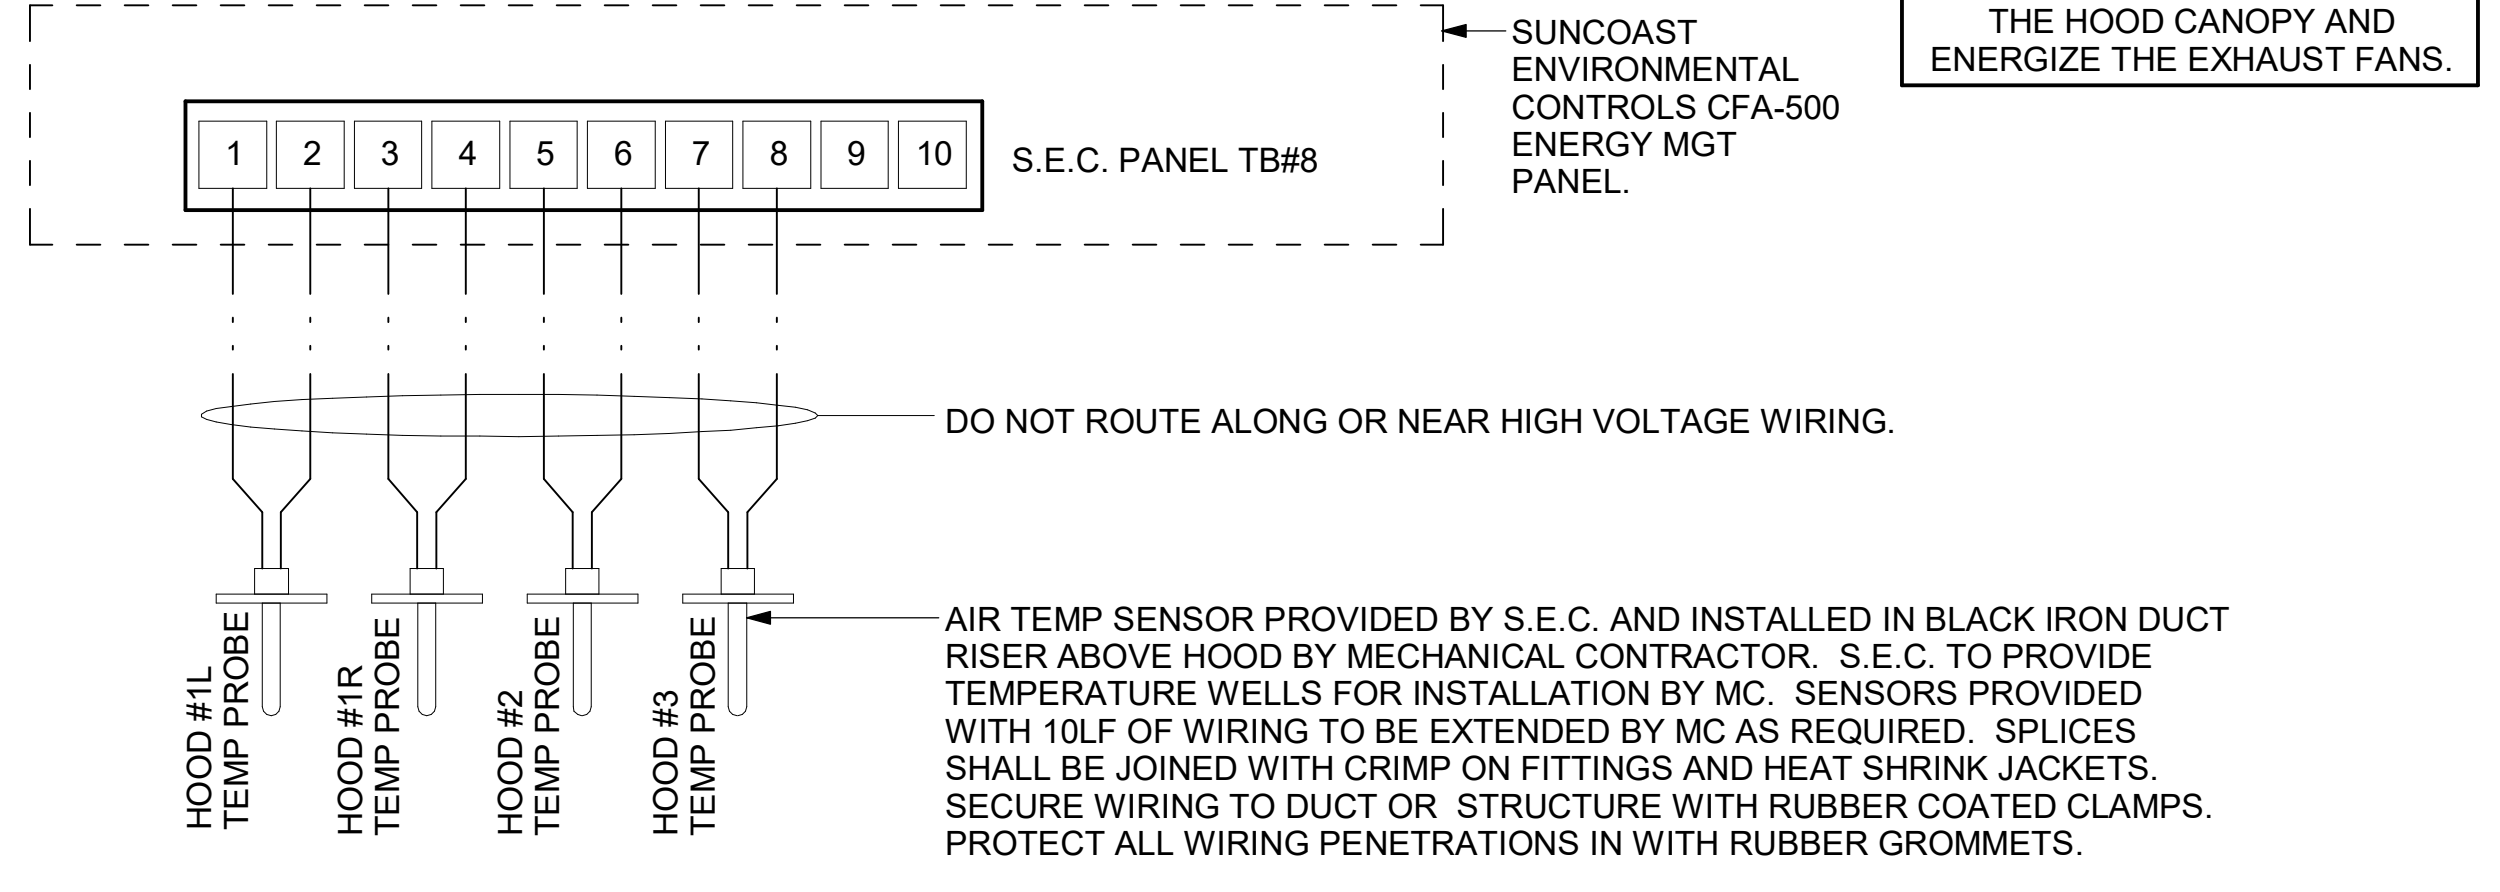 THE HOOD CANOPY AND
ENERGIZE THE EXHAUST FANS.
SUNCOAST
ENVIRONMENTAL
CONTROLS CFA-500
ENERGY MGT
PANEL.
1 2 3 4 5 6 7 8 9 10
S.E.C. PANEL TB#8
DO NOT ROUTE ALONG OR NEAR HIGH VOLTAGE WIRING.
HOOD #1L
TEMP PROBE
HOOD #1R
TEMP PROBE
HOOD #2
TEMP PROBE
HOOD #3
TEMP PROBE
AIR TEMP SENSOR PROVIDED BY S.E.C. AND INSTALLED IN BLACK IRON DUCT
RISER ABOVE HOOD BY MECHANICAL CONTRACTOR.  S.E.C. TO PROVIDE
TEMPERATURE WELLS FOR INSTALLATION BY MC.  SENSORS PROVIDED
WITH 10LF OF WIRING TO BE EXTENDED BY MC AS REQUIRED.  SPLICES
SHALL BE JOINED WITH CRIMP ON FITTINGS AND HEAT SHRINK JACKETS.
SECURE WIRING TO DUCT OR  STRUCTURE WITH RUBBER COATED CLAMPS.
PROTECT ALL WIRING PENETRATIONS IN WITH RUBBER GROMMETS.